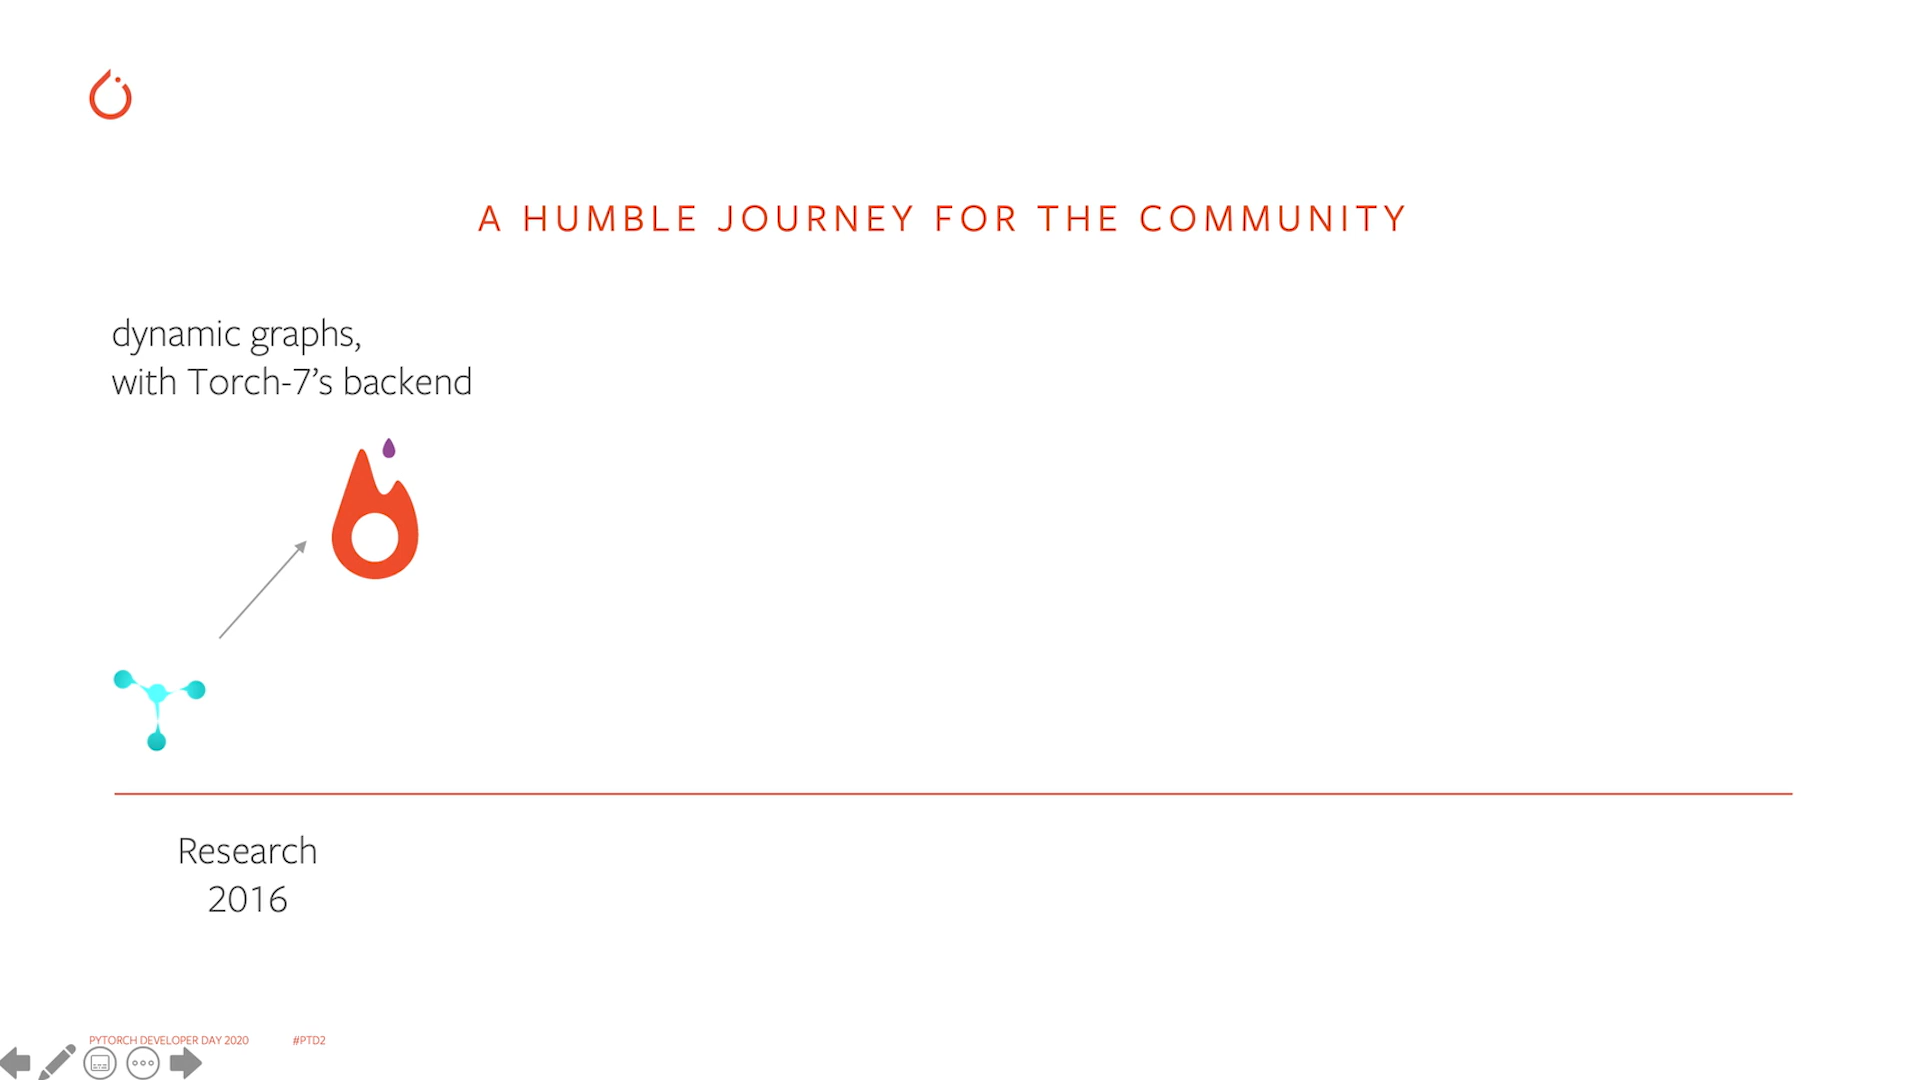 A HUMBLE JOURNEY FOR THE COMMUNITY
dynamic graphs,
with Torch-7’s backend
Research
2016
PYTORCH DEVELOPER DAY 2020 #PTD2